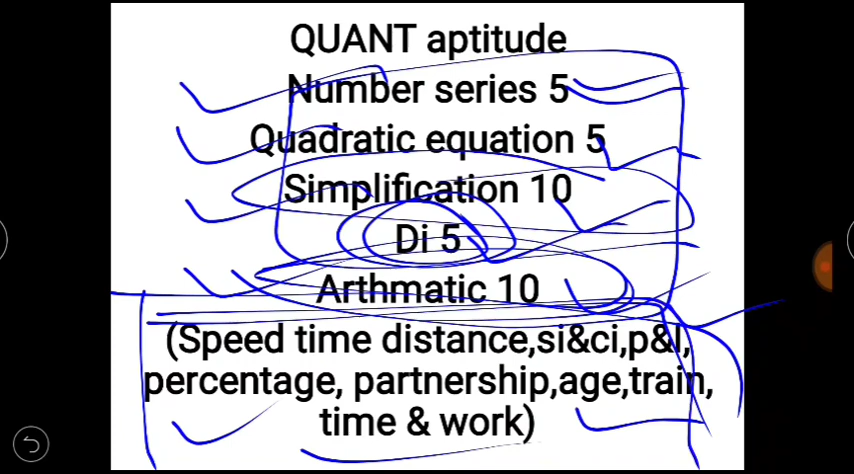 QUANT aptitude
Number series 5
Quadratic equation 5
Simplification 10
Di 5
Arthmatic 10
(Speed time distance,si&ci,p&l,
percentage, partnership,age,train,
time & work)